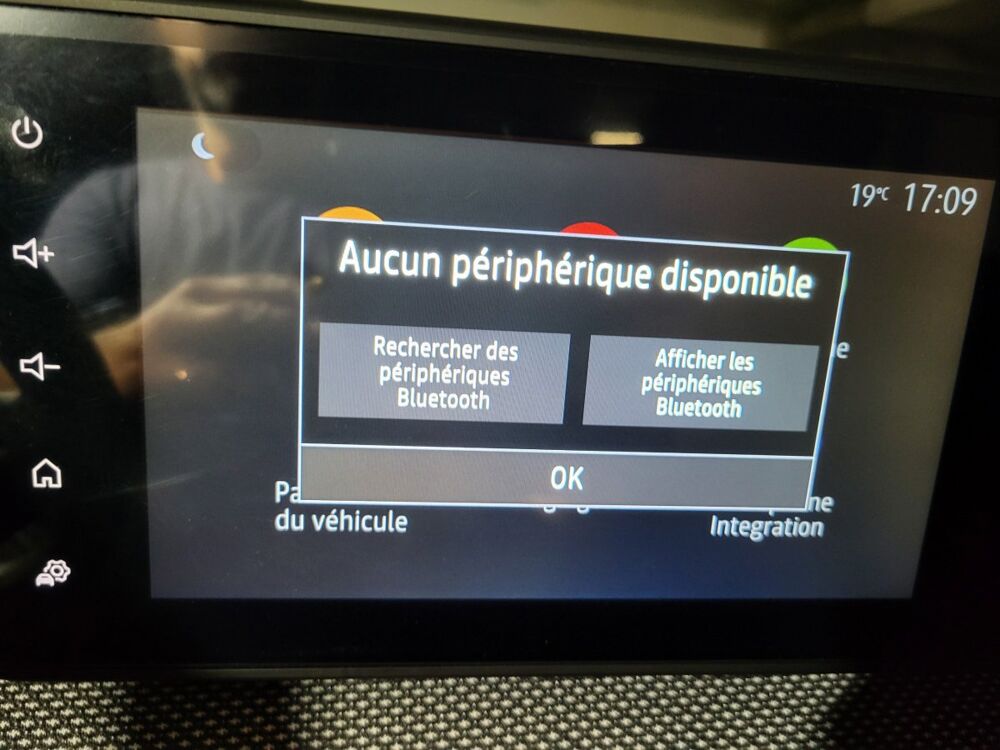 19°C 17:09
Aucun périphérique disponible
Rechercher des
périphériques
Bluetooth
Afficher les
périphériques
Bluetooth
OK
du véhicule
Integration